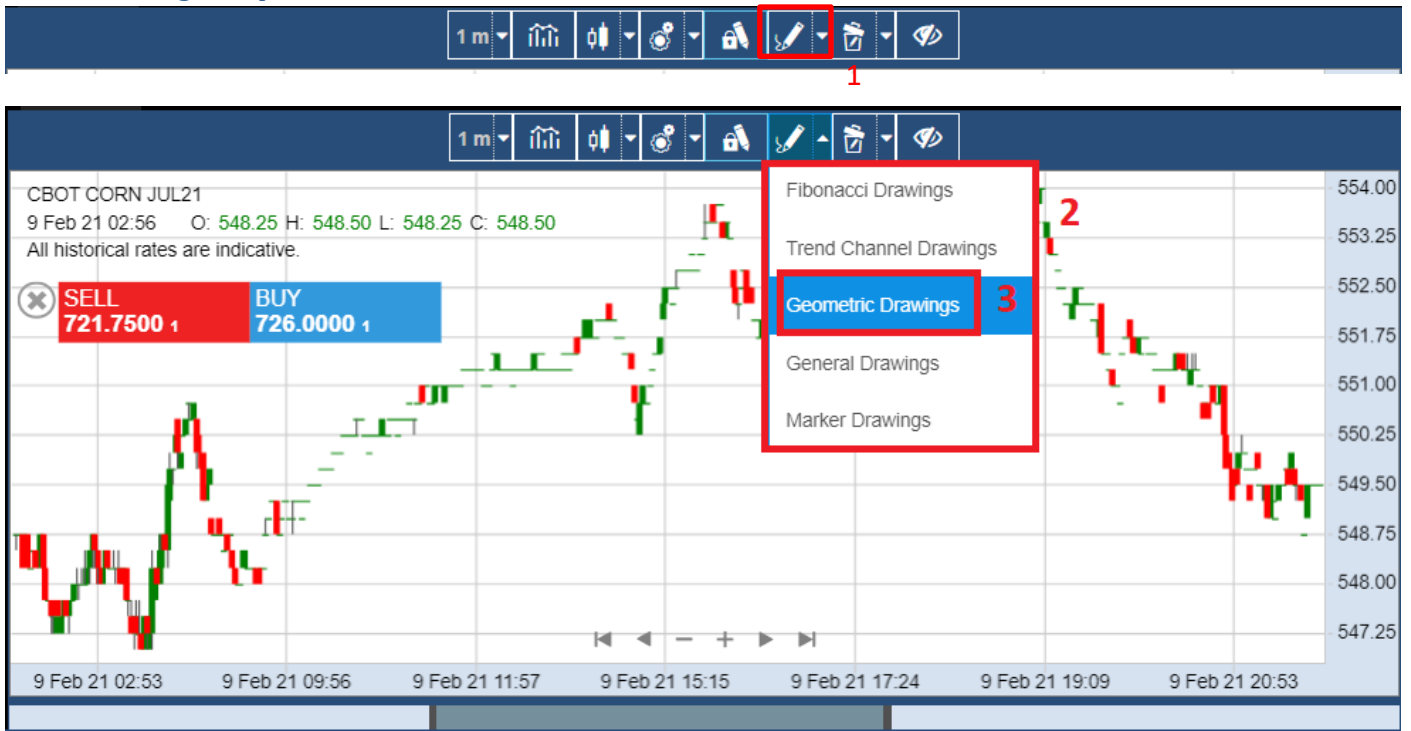 1 m
1
1 m
CBOT CORN JUL21
9 Feb 21 02:56 O: 548.25 H: 548.50 L: 548.25 C: 548.50
All historical rates are indicative.
SELL
721.7500 1
BUY
726.0000 1
Fibonacci Drawings
2
Trend Channel Drawings
Geometric Drawings
3
General Drawings
Marker Drawings
554.00
553.25
552.50
551.75
551.00
550.25
549.50
548.75
548.00
547.25
9 Feb 21 02:53 9 Feb 21 09:56 9 Feb 21 11:57 9 Feb 21 15:15 9 Feb 21 17:24 9 Feb 21 19:09 9 Feb 21 20:53